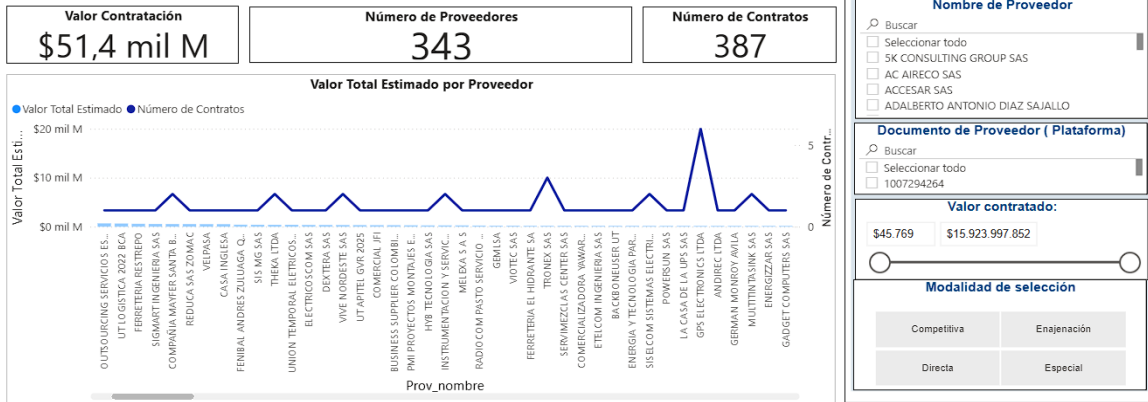 Valor Contratación
$51,4 mil M
Número de Proveedores
343
Número de Contratos
387
Valor Total Estimado por Proveedor
Valor Total Estimado Número de Contratos
Valor Total Esti...
$20 mil M
$10 mil M
$0 mil M
5
0
Número de Contr...
OUTSOURCING SERVICIOS ES...
UT LOGISTICA 2022 BCA
FERRETERIA RESTREPO
SIGMART INGENIERIA SAS
COMPAÑIA MAYFER SANTA B...
REDUCA SAS ZOMAC
VELPASA
CASA INGLESA
FENIBAL ANDRES ZULUAGA Q...
SIS MG SAS
THEKA LTDA
UNION TEMPORAL ELETRICOS...
ELECTRICOSCOM SAS
DEXTERA SAS
VIVE NORDESTE SAS
UT APITEL GVR 2025
COMERCIAL JFI
BUSINESS SUPPLIER COLOMBI...
PMI PROYECTOS MONTAJES E...
HYB TECNOLOGIA SAS
INSTRUMENTACION Y SERVIC...
MELEXA A S
RADIOCOM PASTO SERVICIO ...
GEMLSA
VIOTEC SAS
FERRETERIA EL HIDRANTE SA
TRONEX SAS
SERVIMEZCLAS CENTER SAS
COMERCIALIZADORA YAWAR...
ETELCOM INGENIERIA SAS
BACKBONEUSER UT
ENERGIA Y TECNOLOGIA PAR...
SISELCOM SISTEMAS ELECTRI...
POWERSUN SAS
LA CASA DE LA UPS SAS
GPS ELECTRONICS LTDA
ANDIREC LTDA
GERMAN MONROY AVILA
MULTITINTASINK SAS
ENERGIZZAR SAS
GADGET COMPUTERS SAS
Prov_nombre
Nombre de Proveedor
Buscar
Seleccionar todo
5K CONSULTING GROUP SAS
AC AIRECO SAS
ACCESAR SAS
ADALBERTO ANTONIO DIAZ SAJALLO
Documento de Proveedor ( Plataforma)
Buscar
Seleccionar todo
1007294264
Valor contratado:
$45.769 $15.923.997.852
Modalidad de selección
Competitiva Enajenación
Directa Especial